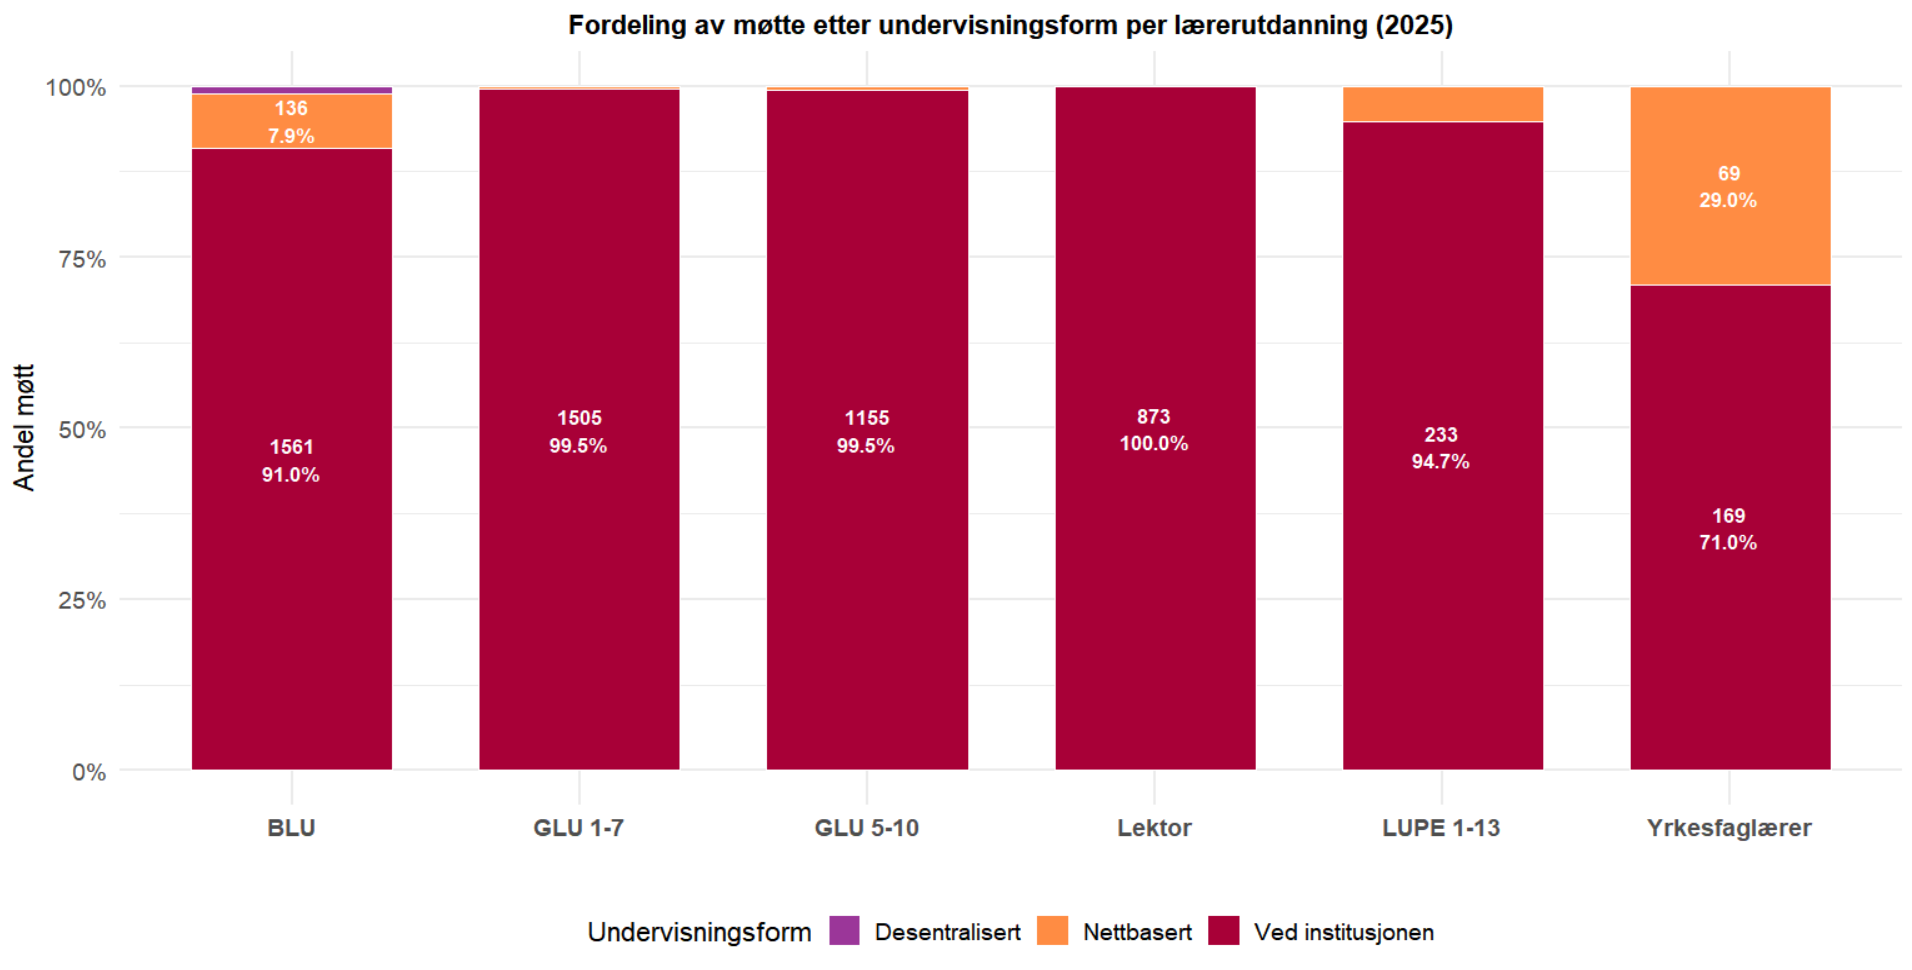 Fordeling av møtte etter undervisningsform per lærerutdanning (2025)
Andel møtt
100%
75%
50%
25%
0%
136
7.9%
1561
91.0%
1505
99.5%
1155
99.5%
873
100.0%
233
94.7%
69
29.0%
169
71.0%
BLU
GLU 1-7
GLU 5-10
Lektor
LUPE 1-13
Yrkesfaglærer
Undervisningsform Desentralisert Nettbasert Ved institusjonen